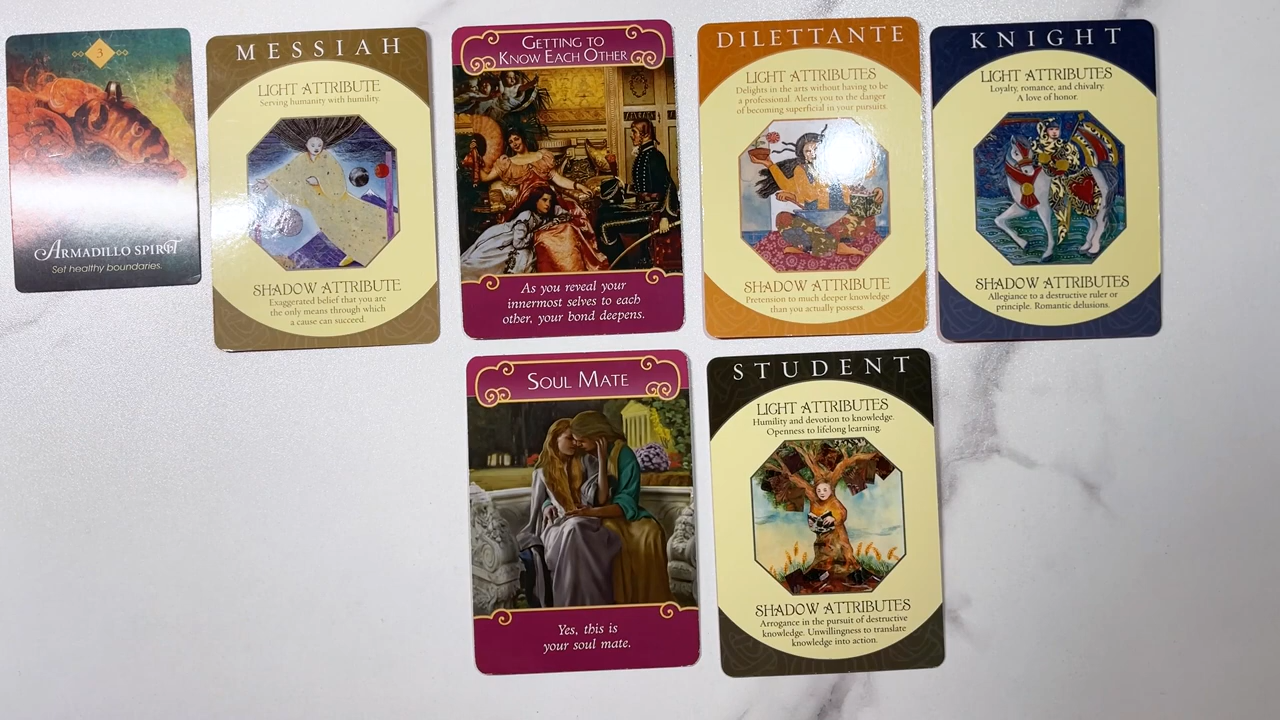 3
ARMADILLO SPIRIT
Set healthy boundaries.
MESSIAH
LIGHT ATTRIBUTE
Serving humanity with humility.
SHADOW ATTRIBUTE
Exaggerated belief that you are
the only means through which
a cause can succeed.
GETTING TO
KNOW EACH OTHER
As you reveal your
innermost selves to each
other, your bond deepens.
DILETTANTE
LIGHT ATTRIBUTES
Delights in the arts without having to be
a professional. Alerts you to the danger
of becoming superficial in your pursuits.
SHADOW ATTRIBUTE
Pretension to much deeper knowledge
than you actually possess.
KNIGHT
LIGHT ATTRIBUTES
Loyalty, romance, and chivalry.
A love of honor.
SHADOW ATTRIBUTES
Allegiance to a destructive ruler or
principle. Romantic delusions.
SOUL MATE
Yes, this is
your soul mate.
STUDENT
LIGHT ATTRIBUTES
Humility and devotion to knowledge.
Openness to lifelong learning.
SHADOW ATTRIBUTES
Arrogance in the pursuit of destructive
knowledge. Unwillingness to translate
knowledge into action.